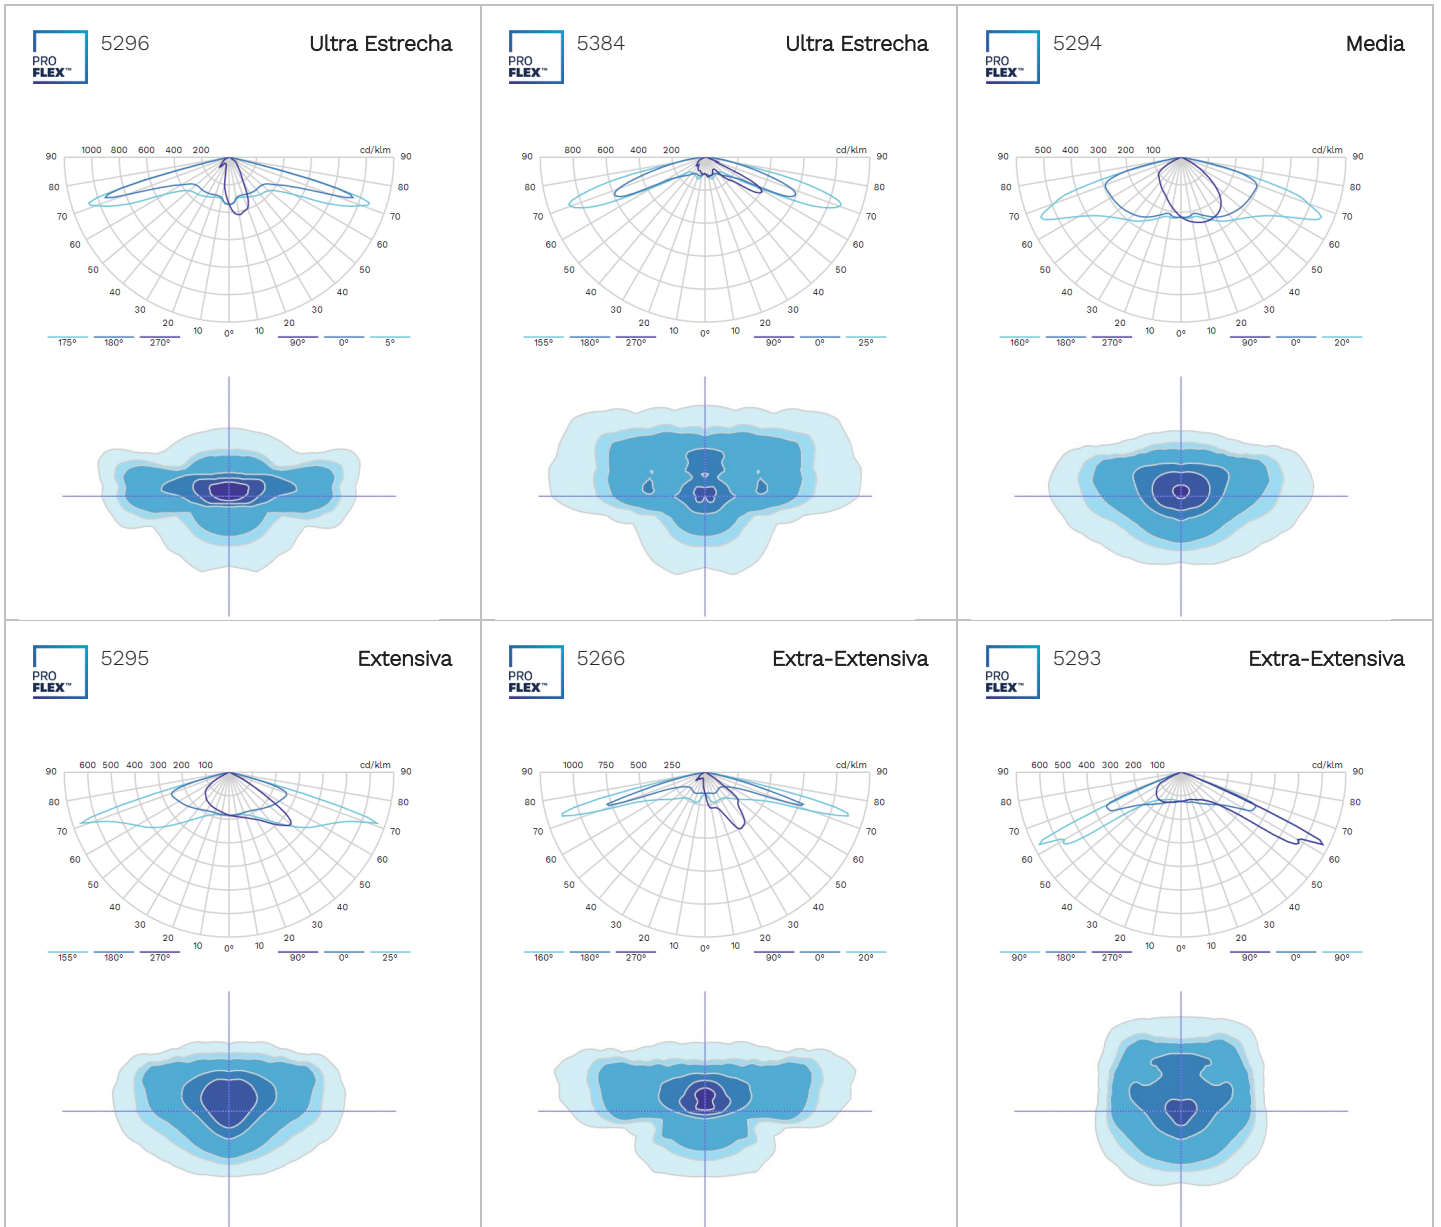 5296 Ultra Estrecha
PRO
FLEX™
1000 800 600 400 200 cd/klm
90 90
80 80
70 70
60 60
50 50
40 40
30 30
20 20
10 0° 10
175° 180° 270° 90° 0° 5°
5384 Ultra Estrecha
PRO
FLEX™
800 600 400 200 cd/klm
90 90
80 80
70 70
60 60
50 50
40 40
30 30
20 20
10 0° 10
155° 180° 270° 90° 0° 25°
5294 Media
PRO
FLEX™
500 400 300 200 100 cd/klm
90 90
80 80
70 70
60 60
50 50
40 40
30 30
20 20
10 0° 10
160° 180° 270° 90° 0° 20°
5295 Extensiva
PRO
FLEX™
600 500 400 300 200 100 cd/klm
90 90
80 80
70 70
60 60
50 50
40 40
30 30
20 20
10 0° 10
155° 180° 270° 90° 0° 25°
5266 Extra-Extensiva
PRO
FLEX™
1000 750 500 250 cd/klm
90 90
80 80
70 70
60 60
50 50
40 40
30 30
20 20
10 0° 10
160° 180° 270° 90° 0° 20°
5293 Extra-Extensiva
PRO
FLEX™
600 500 400 300 200 100 cd/klm
90 90
80 80
70 70
60 60
50 50
40 40
30 30
20 20
10 0° 10
90° 180° 270° 90° 0° 90°